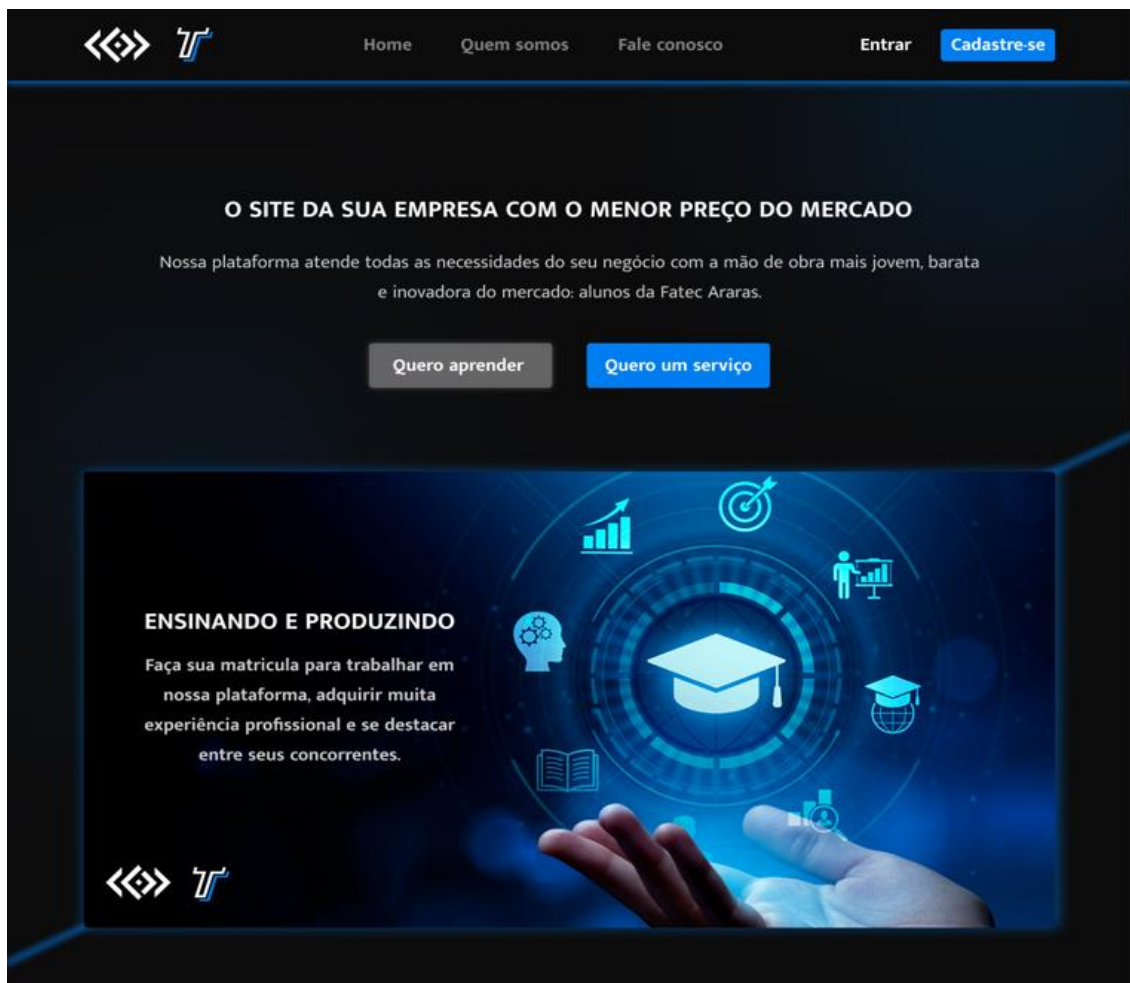 Home Quem somos Fale conosco Entrar Cadastre-se
O SITE DA SUA EMPRESA COM O MENOR PREÇO DO MERCADO
Nossa plataforma atende todas as necessidades do seu negócio com a mão de obra mais jovem, barata
e inovadora do mercado: alunos da Fatec Araras.
Quero aprender Quero um serviço
ENSINANDO E PRODUZINDO
Faça sua matricula para trabalhar em
nossa plataforma, adquirir muita
experiência profissional e se destacar
entre seus concorrentes.